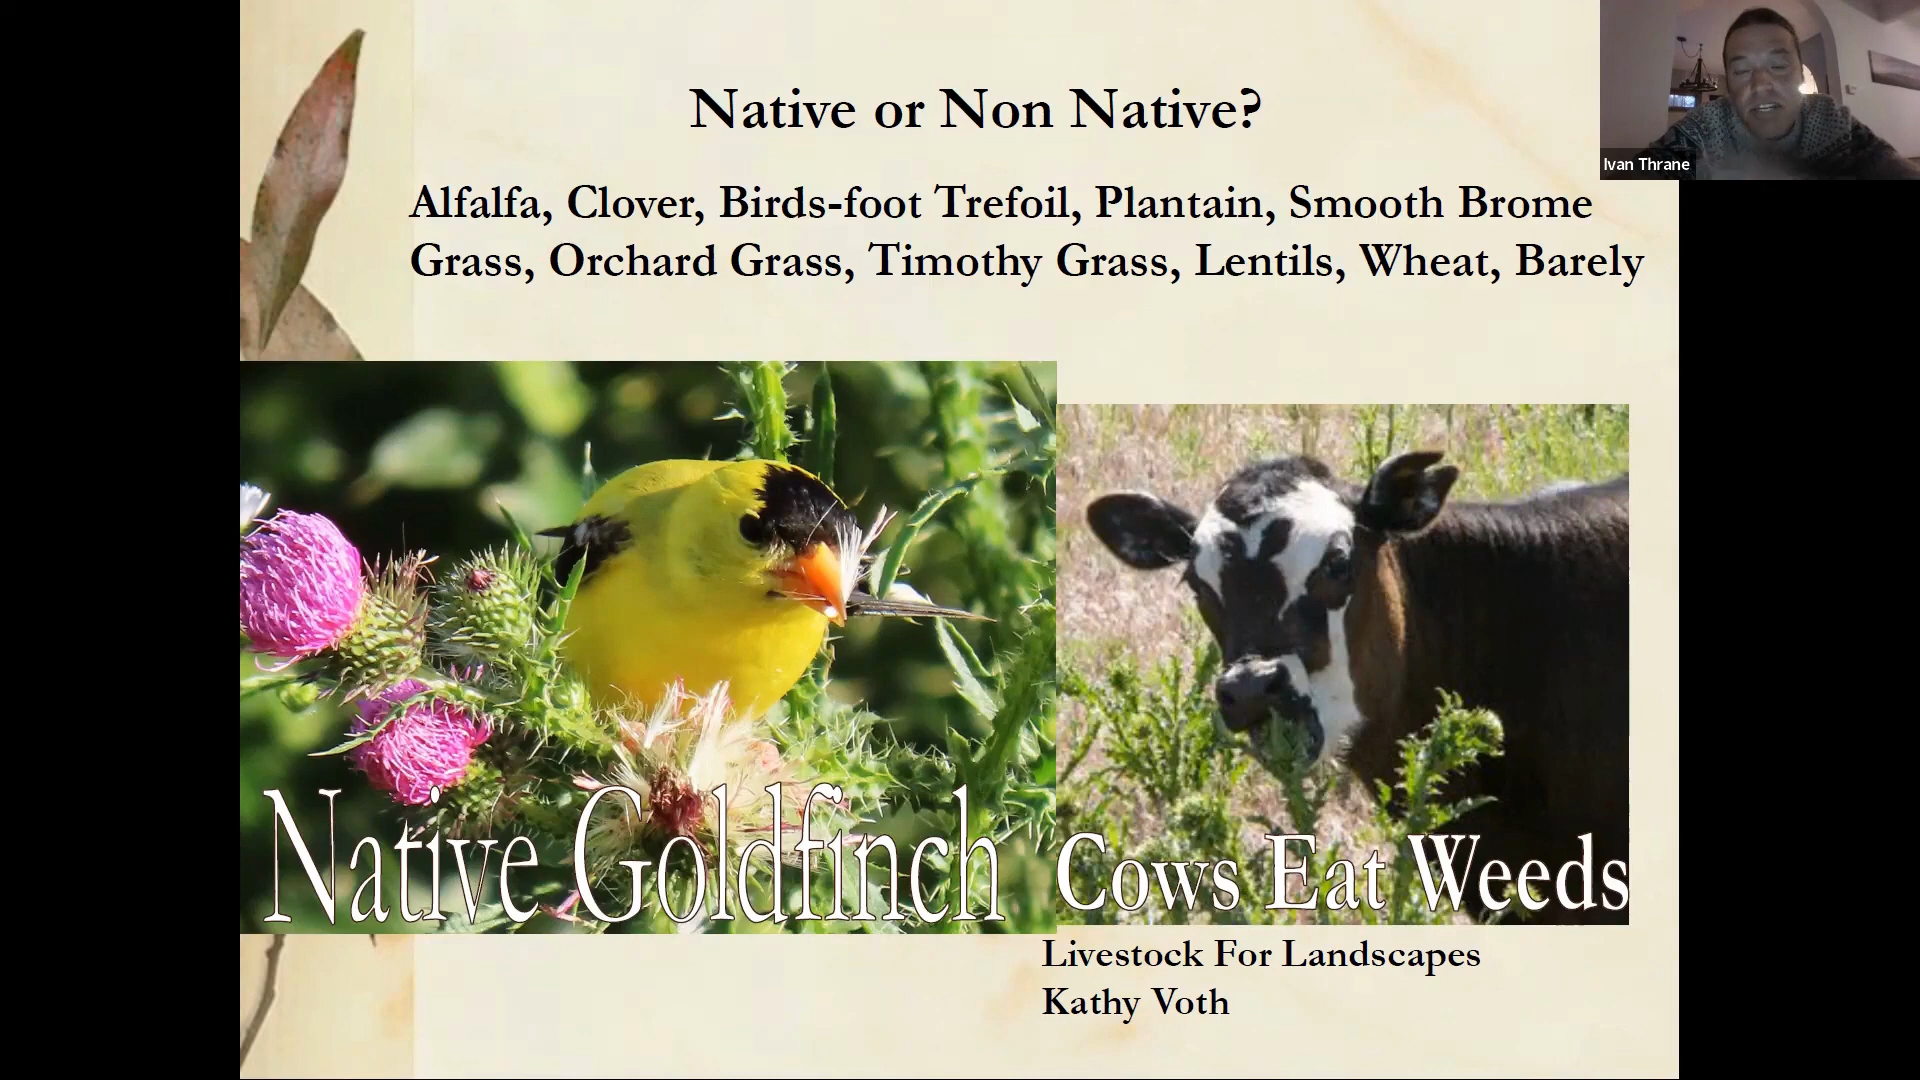 Native or Non Native?
Ivan Thrane
Alfalfa, Clover, Birds-foot Trefoil, Plantain, Smooth Brome
Grass, Orchard Grass, Timothy Grass, Lentils, Wheat, Barely
Native Goldfinch
Cows Eat Weeds
Livestock For Landscapes
Kathy Voth